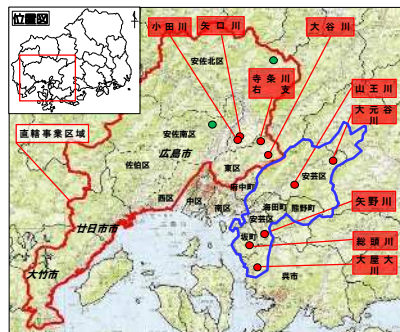 位置図
小田川
矢口川
大谷川
安佐北区
寺条川
右支
山王川
大元谷
川
安佐南区
直轄事業区域
広島市
佐伯区
東区
安芸区
府中町
西区
中区
南区
海田町
熊野町
安芸区
矢野川
廿日市市
坂町
総頭川
大屋大
川
大竹市
呉市